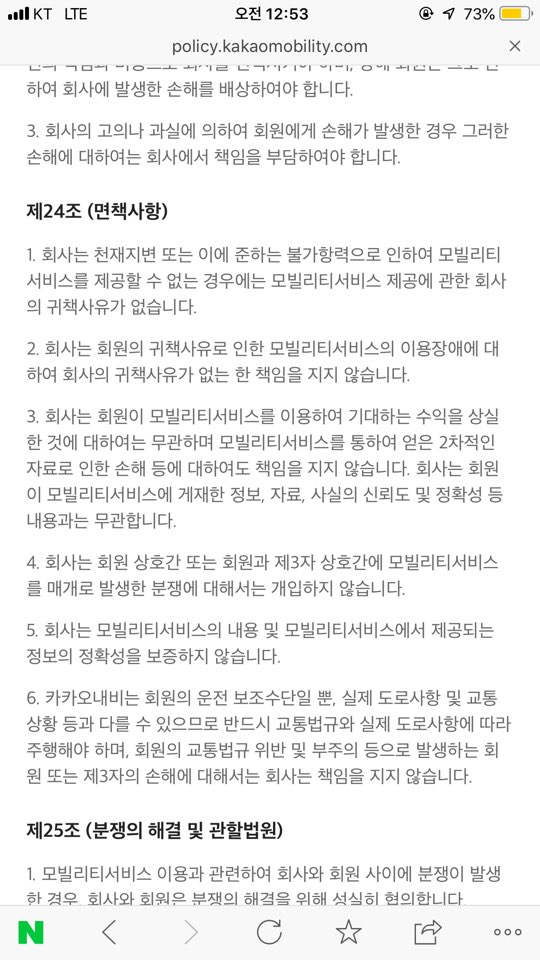 KT LTE 오전 12:53 73%
policy.kakaomobility.com
하여 회사에 발생한 손해를 배상하여야 합니다.
3. 회사의 고의나 과실에 의하여 회원에게 손해가 발생한 경우 그러한
손해에 대하여는 회사에서 책임을 부담하여야 합니다.
제24조 (면책사항)
1. 회사는 천재지변 또는 이에 준하는 불가항력으로 인하여 모빌리티
서비스를 제공할 수 없는 경우에는 모빌리티서비스 제공에 관한 회사
의 귀책사유가 없습니다.
2. 회사는 회원의 귀책사유로 인한 모빌리티서비스의 이용장애에 대
하여 회사의 귀책사유가 없는 한 책임을 지지 않습니다.
3. 회사는 회원이 모빌리티서비스를 이용하여 기대하는 수익을 상실
한 것에 대하여는 무관하며 모빌리티서비스를 통하여 얻은 2차적인
자료로 인한 손해 등에 대하여도 책임을 지지 않습니다. 회사는 회원
이 모빌리티서비스에 게재한 정보, 자료, 사실의 신뢰도 및 정확성 등
내용과는 무관합니다.
4. 회사는 회원 상호간 또는 회원과 제3자 상호간에 모빌리티서비스
를 매개로 발생한 분쟁에 대해서는 개입하지 않습니다.
5. 회사는 모빌리티서비스의 내용 및 모빌리티서비스에서 제공되는
정보의 정확성을 보증하지 않습니다.
6. 카카오내비는 회원의 운전 보조수단일 뿐, 실제 도로사항 및 교통
상황 등과 다를 수 있으므로 반드시 교통법규와 실제 도로사항에 따라
주행해야 하며, 회원의 교통법규 위반 및 부주의 등으로 발생하는 회
원 또는 제3자의 손해에 대해서는 회사는 책임을 지지 않습니다.
제25조 (분쟁의 해결 및 관할법원)
1. 모빌리티서비스 이용과 관련하여 회사와 회원 사이에 분쟁이 발생
한 경우, 회사와 회원은 분쟁의 해결을 위해 성실히 협의합니다.
N